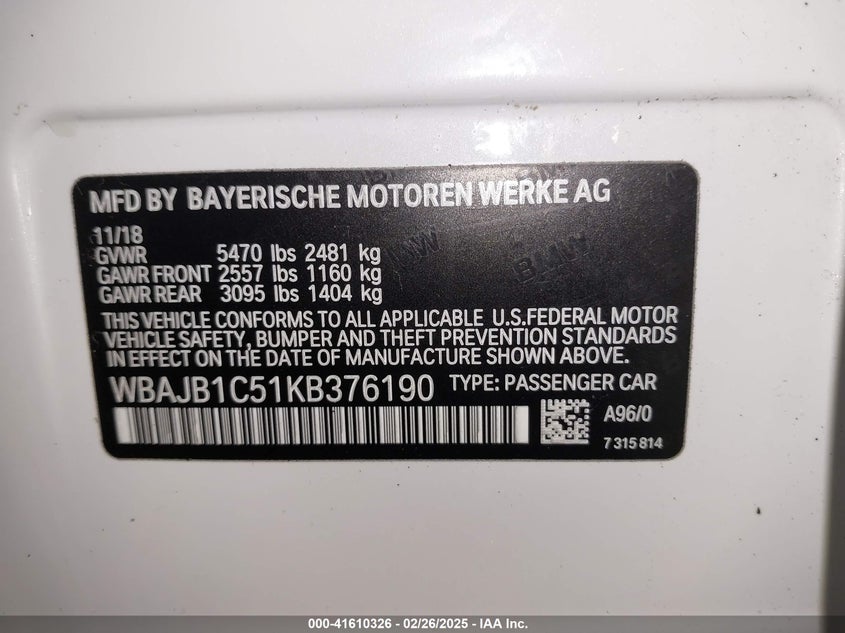 MFD BY BAYERISCHE MOTOREN WERKE AG
11/18
GVWR 5470 lbs 2481 kg
GAWR FRONT 2557 lbs 1160 kg
GAWR REAR 3095 lbs 1404 kg
THIS VEHICLE CONFORMS TO ALL APPLICABLE U.S.FEDERAL MOTOR
VEHICLE SAFETY, BUMPER AND THEFT PREVENTION STANDARDS
IN EFFECT ON THE DATE OF MANUFACTURE SHOWN ABOVE.
WBAJB1C51KB376190 TYPE: PASSENGER CAR
A96/0
7 315 814
000-41610326 - 02/26/2025 - IAA Inc.